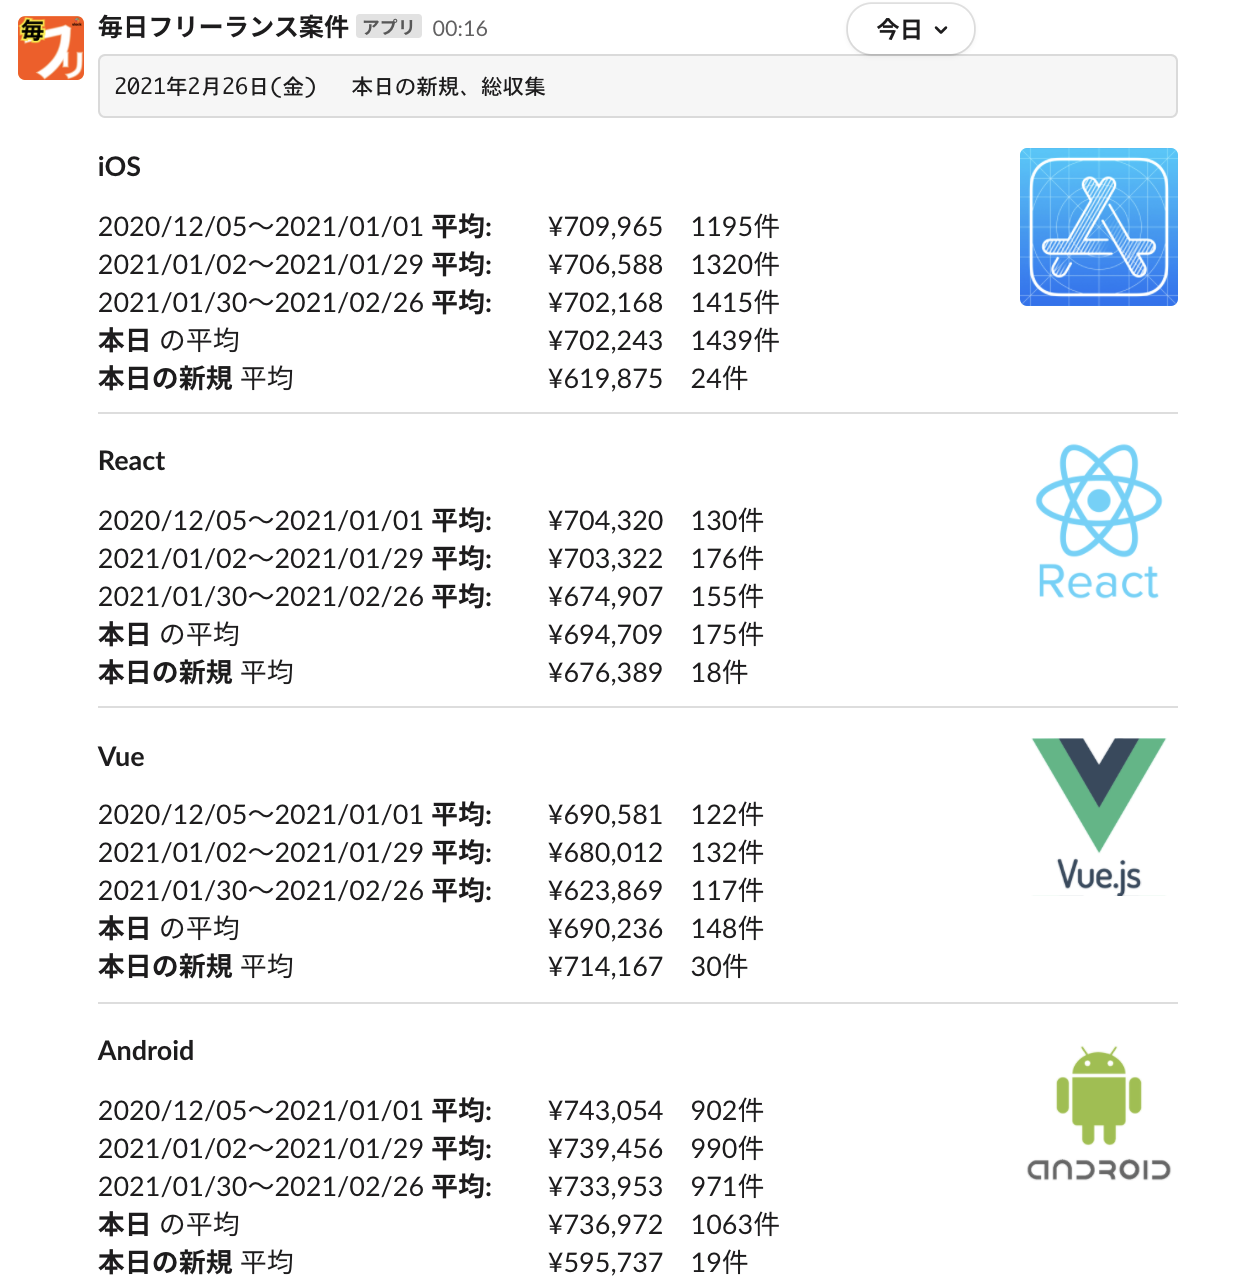 毎日フリーランス案件 アプリ 00:16
今日
毎
フリ
2021年2月26日(金) 本日の新規、総収集
iOS
2020/12/05〜2021/01/01 平均: ¥709,965 1195件
2021/01/02〜2021/01/29 平均: ¥706,588 1320件
2021/01/30〜2021/02/26 平均: ¥702,168 1415件
本日 の平均 ¥702,243 1439件
本日の新規 平均 ¥619,875 24件
React
2020/12/05〜2021/01/01 平均: ¥704,320 130件
2021/01/02〜2021/01/29 平均: ¥703,322 176件
2021/01/30〜2021/02/26 平均: ¥674,907 155件
本日 の平均 ¥694,709 175件
本日の新規 平均 ¥676,389 18件
React
Vue
2020/12/05〜2021/01/01 平均: ¥690,581 122件
2021/01/02〜2021/01/29 平均: ¥680,012 132件
2021/01/30〜2021/02/26 平均: ¥623,869 117件
本日 の平均 ¥690,236 148件
本日の新規 平均 ¥714,167 30件
Vue.js
Android
2020/12/05〜2021/01/01 平均: ¥743,054 902件
2021/01/02〜2021/01/29 平均: ¥739,456 990件
2021/01/30〜2021/02/26 平均: ¥733,953 971件
本日 の平均 ¥736,972 1063件
本日の新規 平均 ¥595,737 19件
ANDROID